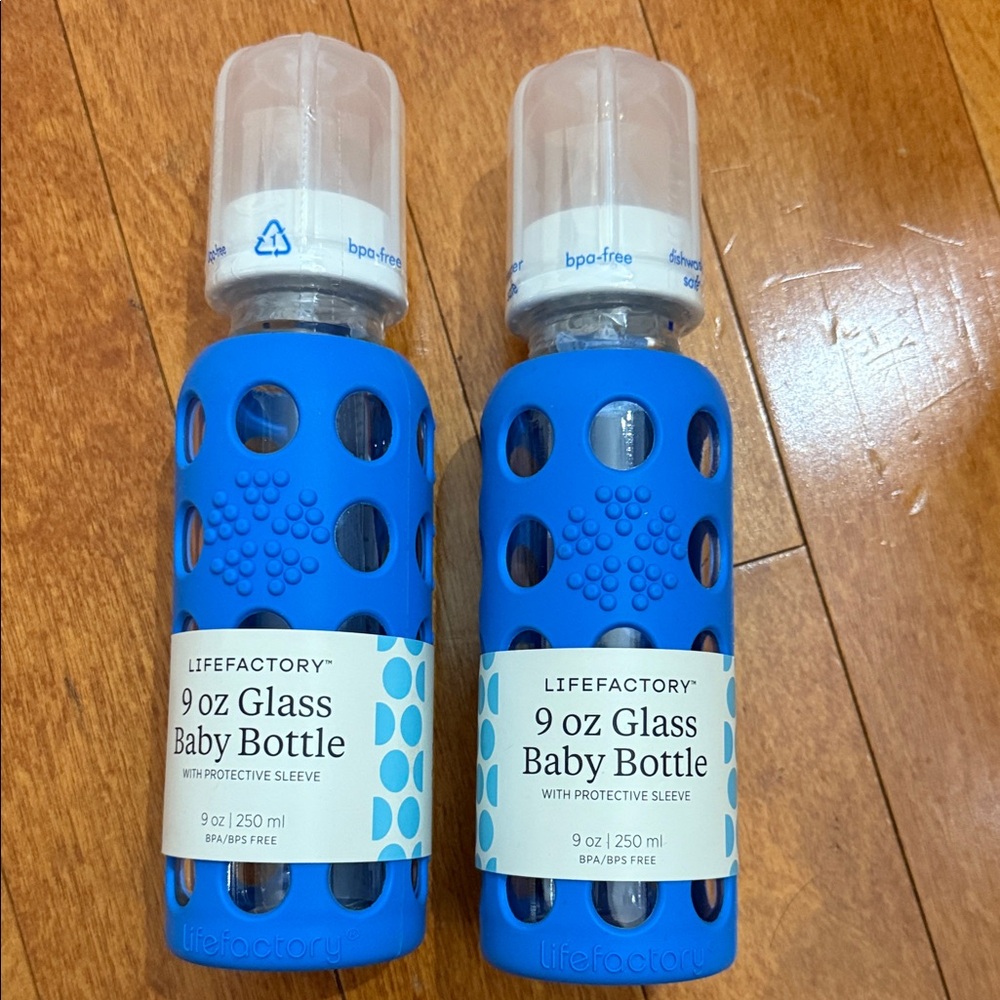 1
bpa-free
LIFEFACTORY™
9 oz Glass
Baby Bottle
WITH PROTECTIVE SLEEVE
9 oz | 250 ml
BPA/BPS FREE
lifefactory®
bpa-free
LIFEFACTORY™
9 oz Glass
Baby Bottle
WITH PROTECTIVE SLEEVE
9 oz | 250 ml
BPA/BPS FREE
lifefactory